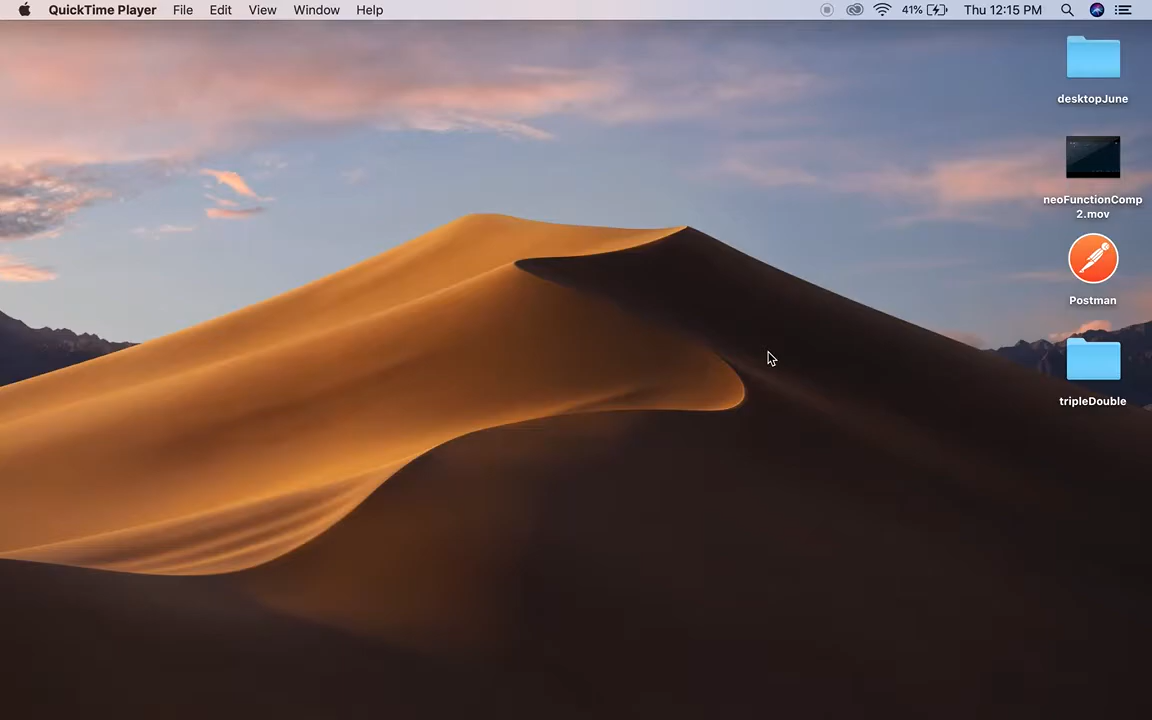 QuickTime Player File Edit View Window Help 41% Thu 12:15 PM
desktopJune
neoFunctionComp
2.mov
Postman
tripleDouble